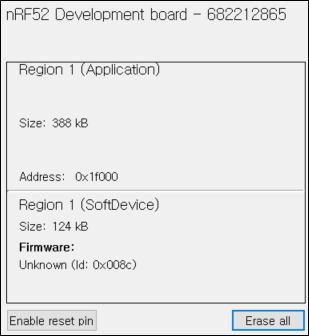 nRF52 Development board - 682212865
Region 1 (Application)
Size: 388 kB
Address: 0x1f000
Region 1 (SoftDevice)
Size: 124 kB
Firmware:
Unknown (Id: 0x008c)
Enable reset pin
Erase all